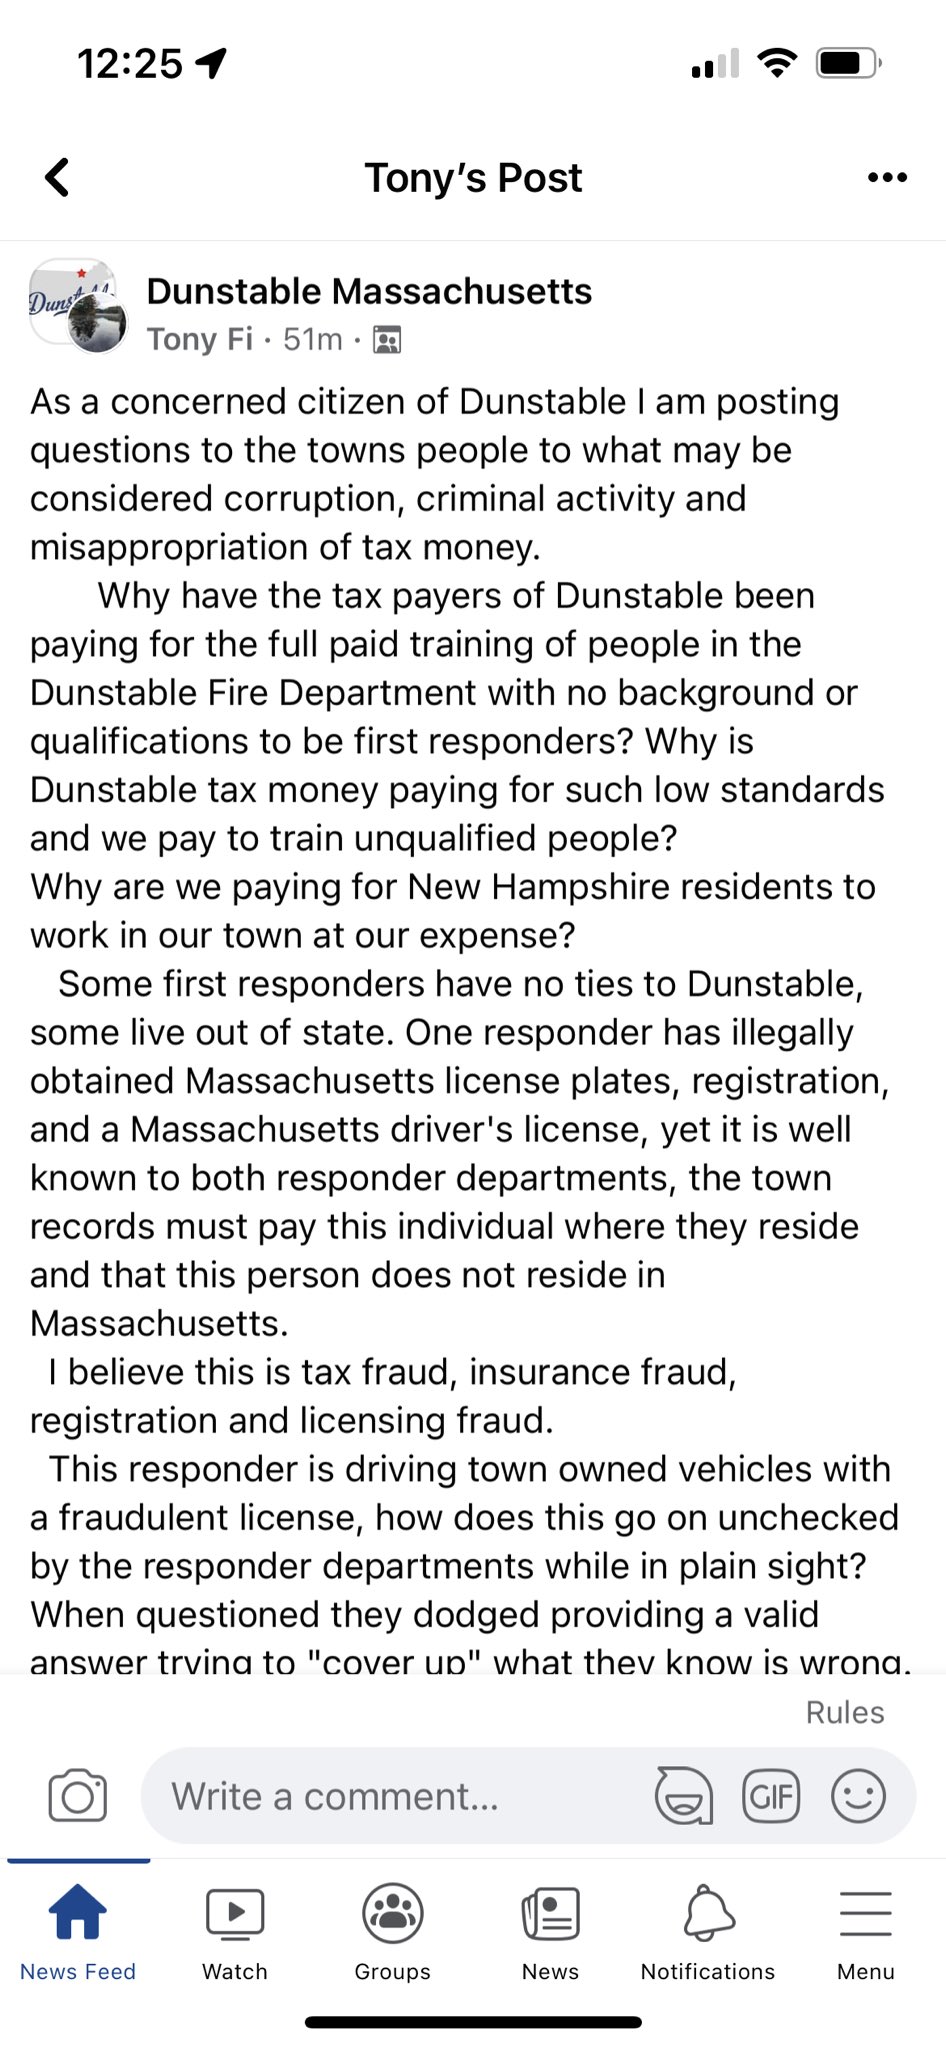 12:25
Tony's Post
Dunstable Massachusetts
Tony Fi · 51m ·
As a concerned citizen of Dunstable I am posting
questions to the towns people to what may be
considered corruption, criminal activity and
misappropriation of tax money.
Why have the tax payers of Dunstable been
paying for the full paid training of people in the
Dunstable Fire Department with no background or
qualifications to be first responders? Why is
Dunstable tax money paying for such low standards
and we pay to train unqualified people?
Why are we paying for New Hampshire residents to
work in our town at our expense?
Some first responders have no ties to Dunstable,
some live out of state. One responder has illegally
obtained Massachusetts license plates, registration,
and a Massachusetts driver's license, yet it is well
known to both responder departments, the town
records must pay this individual where they reside
and that this person does not reside in
Massachusetts.
I believe this is tax fraud, insurance fraud,
registration and licensing fraud.
This responder is driving town owned vehicles with
a fraudulent license, how does this go on unchecked
by the responder departments while in plain sight?
When questioned they dodged providing a valid
answer trying to "cover up" what they know is wrong.
Rules
Write a comment...
GIF
News Feed
Watch
Groups
News
Notifications
Menu